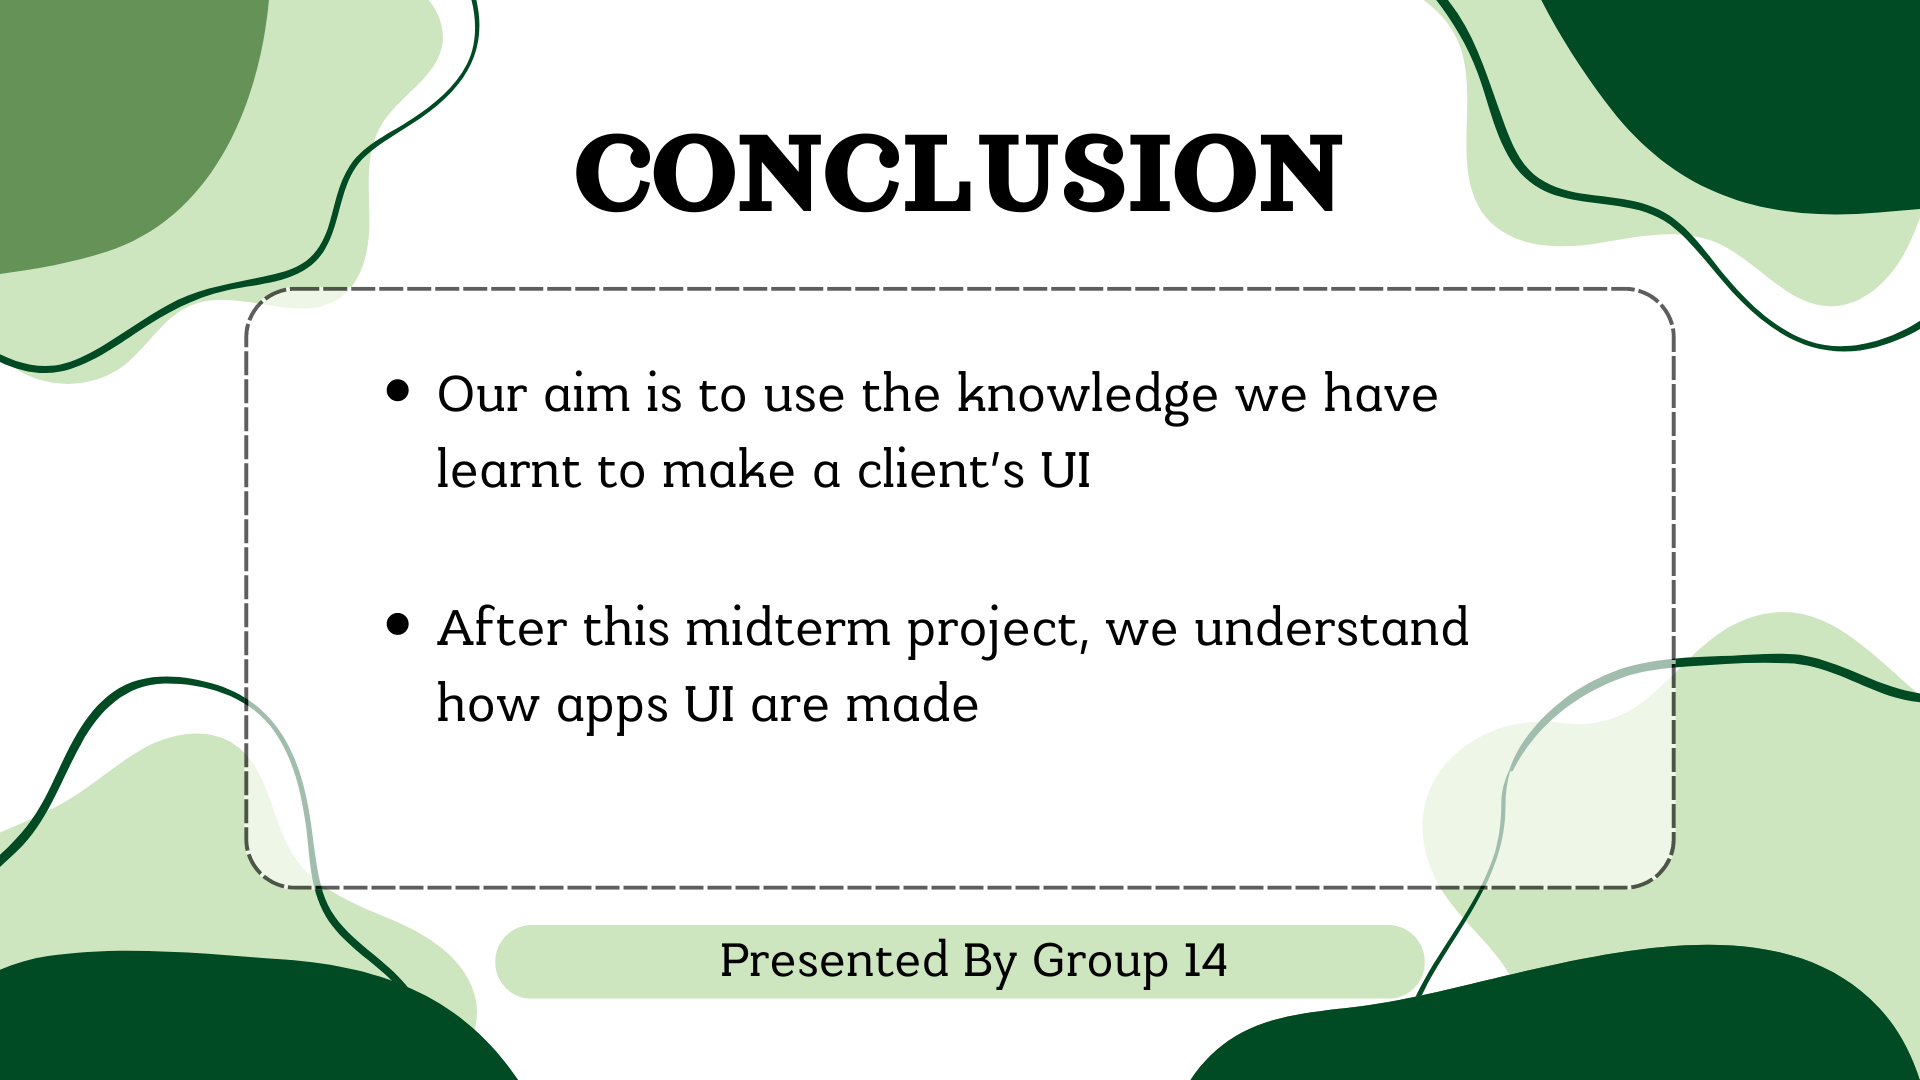 CONCLUSION
• Our aim is to use the knowledge we have
learnt to make a client's UI
• After this midterm project, we understand
how apps UI are made
Presented By Group 14